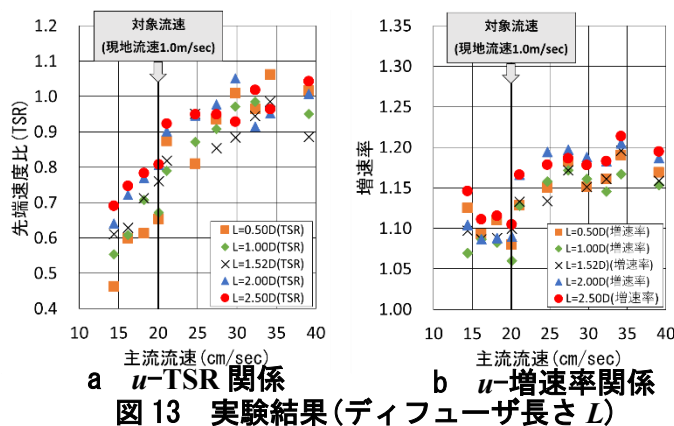 対象流速
(現地流速1.0m/sec)
1.2
1.1
1.0
0.9
0.8
0.7
0.6
0.5
0.4
先端速度比(TSR)
L=0.50D(TSR)
L=1.00D(TSR)
L=1.52D(TSR)
L=2.00D(TSR)
L=2.50D(TSR)
10 15 20 25 30 35 40
主流流速(cm/sec)
a u-TSR 関係
対象流速
(現地流速1.0m/sec)
1.35
1.30
1.25
1.20
1.15
1.10
1.05
1.00
増速率
L=0.50D(増速率)
L=1.00D(増速率)
L=1.52D(増速率)
L=2.00D(増速率)
L=2.50D(増速率)
10 15 20 25 30 35 40
主流流速(cm/sec)
b u-増速率関係
図 13 実験結果(ディフューザ長さ L)